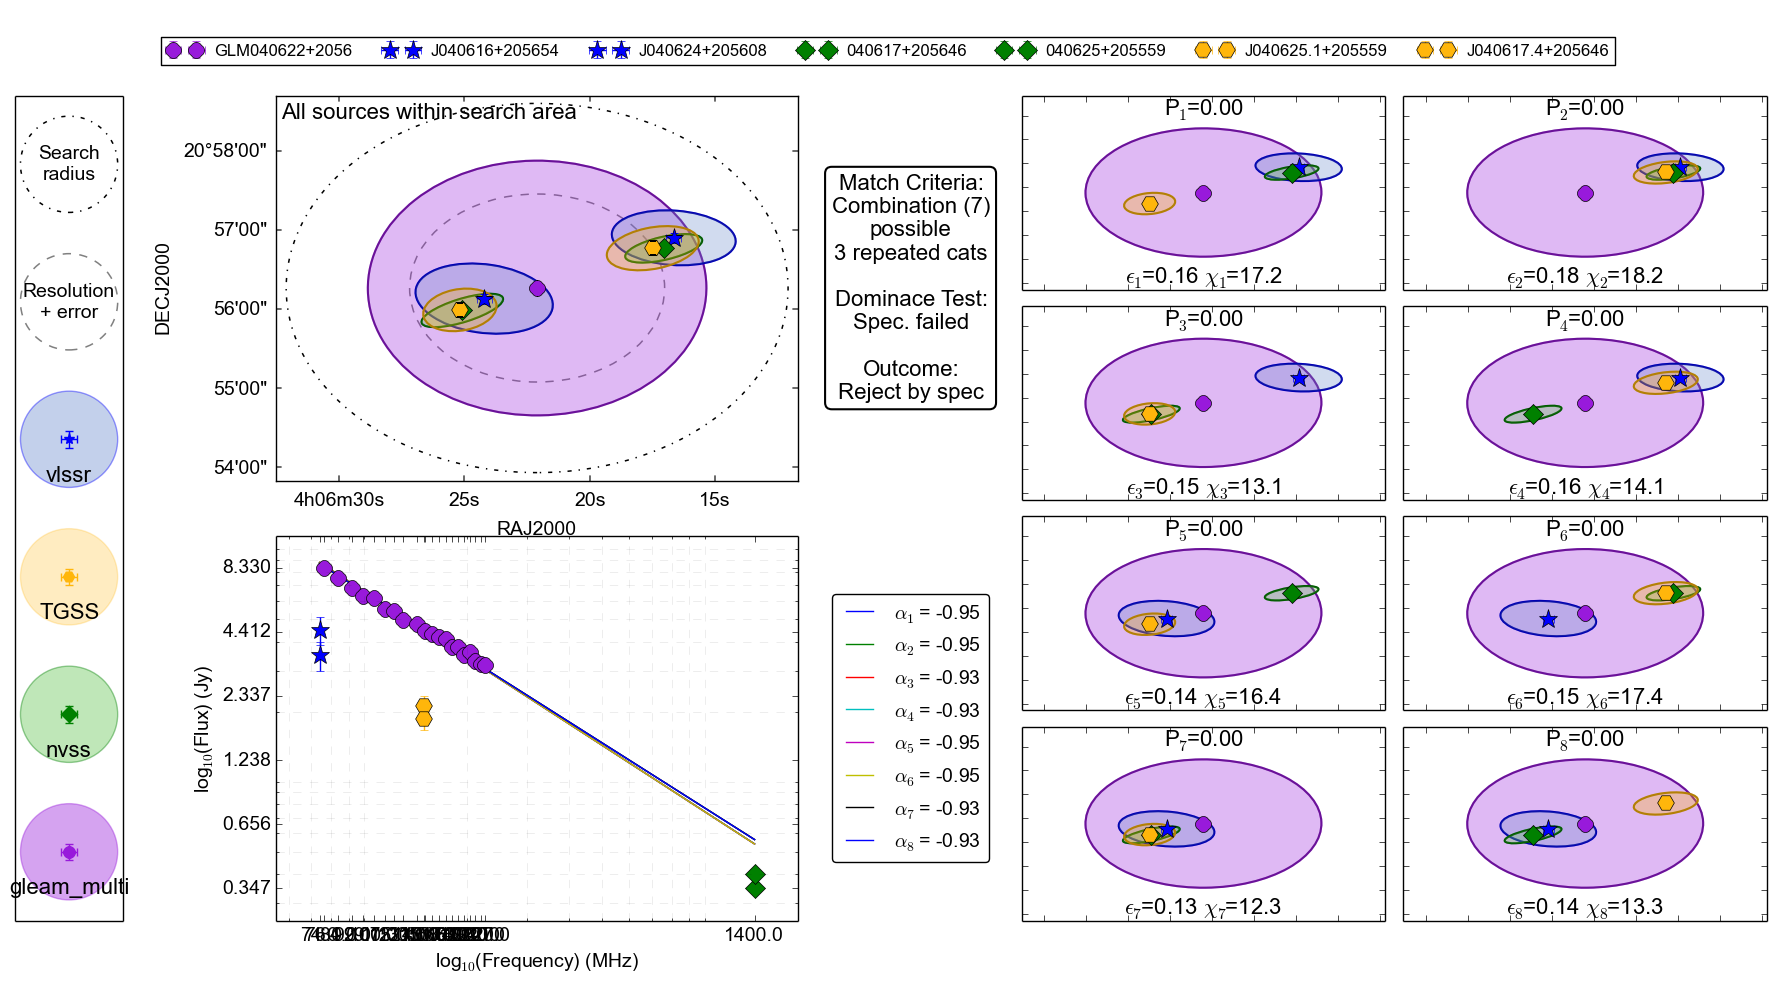 GLM040622+2056 J040616+205654 J040624+205608 040617+205646 040625+205559 J040625.1+205559 J040617.4+205646
Search
radius
Resolution
+ error
vlssr
TGSS
nvss
gleam_multi
All sources within search area
DECJ2000
20°58'00"
57'00"
56'00"
55'00"
54'00"
4h06m30s 25s 20s 15s
RAJ2000
Match Criteria:
Combination (7)
possible
3 repeated cats
Dominace Test:
Spec. failed
Outcome:
Reject by spec
log10(Flux) (Jy)
8.330
4.412
2.337
1.238
0.656
0.347
1400.0
log10(Frequency) (MHz)
α1 = -0.95
α2 = -0.95
α3 = -0.93
α4 = -0.93
α5 = -0.95
α6 = -0.95
α7 = -0.93
α8 = -0.93
P1=0.00
ϵ1=0.16 χ1=17.2
P2=0.00
ϵ2=0.18 χ2=18.2
P3=0.00
ϵ3=0.15 χ3=13.1
P4=0.00
ϵ4=0.16 χ4=14.1
P5=0.00
ϵ5=0.14 χ5=16.4
P6=0.00
ϵ6=0.15 χ6=17.4
P7=0.00
ϵ7=0.13 χ7=12.3
P8=0.00
ϵ8=0.14 χ8=13.3